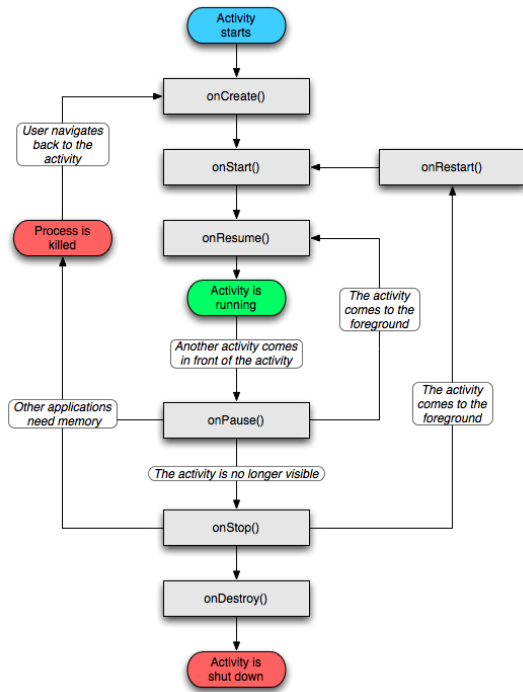 Activity
starts
onCreate()
User navigates
back to the
activity
onStart()
onRestart()
Process is
killed
onResume()
Activity is
running
The activity
comes to the
foreground
Another activity comes
in front of the activity
The activity
comes to the
foreground
Other applications
need memory
onPause()
The activity is no longer visible
onStop()
onDestroy()
Activity is
shut down